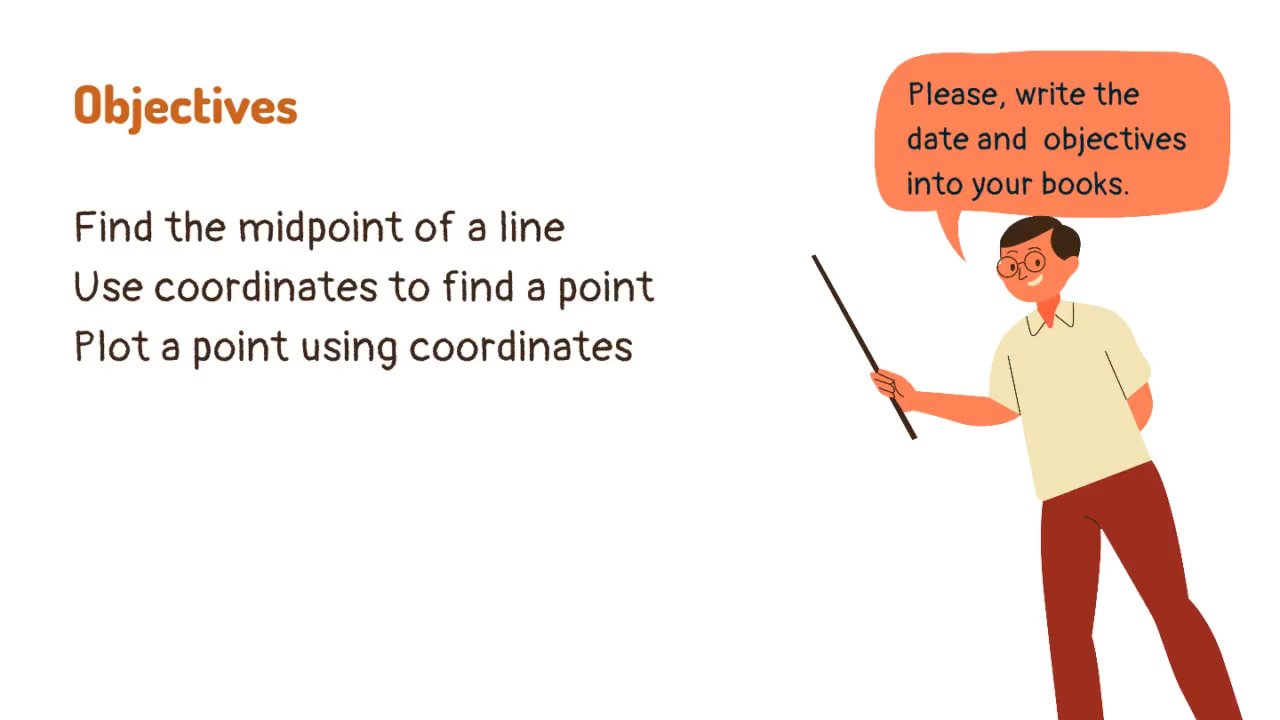 Objectives
Find the midpoint of a line
Use coordinates to find a point
Plot a point using coordinates
Please, write the
date and objectives
into your books.